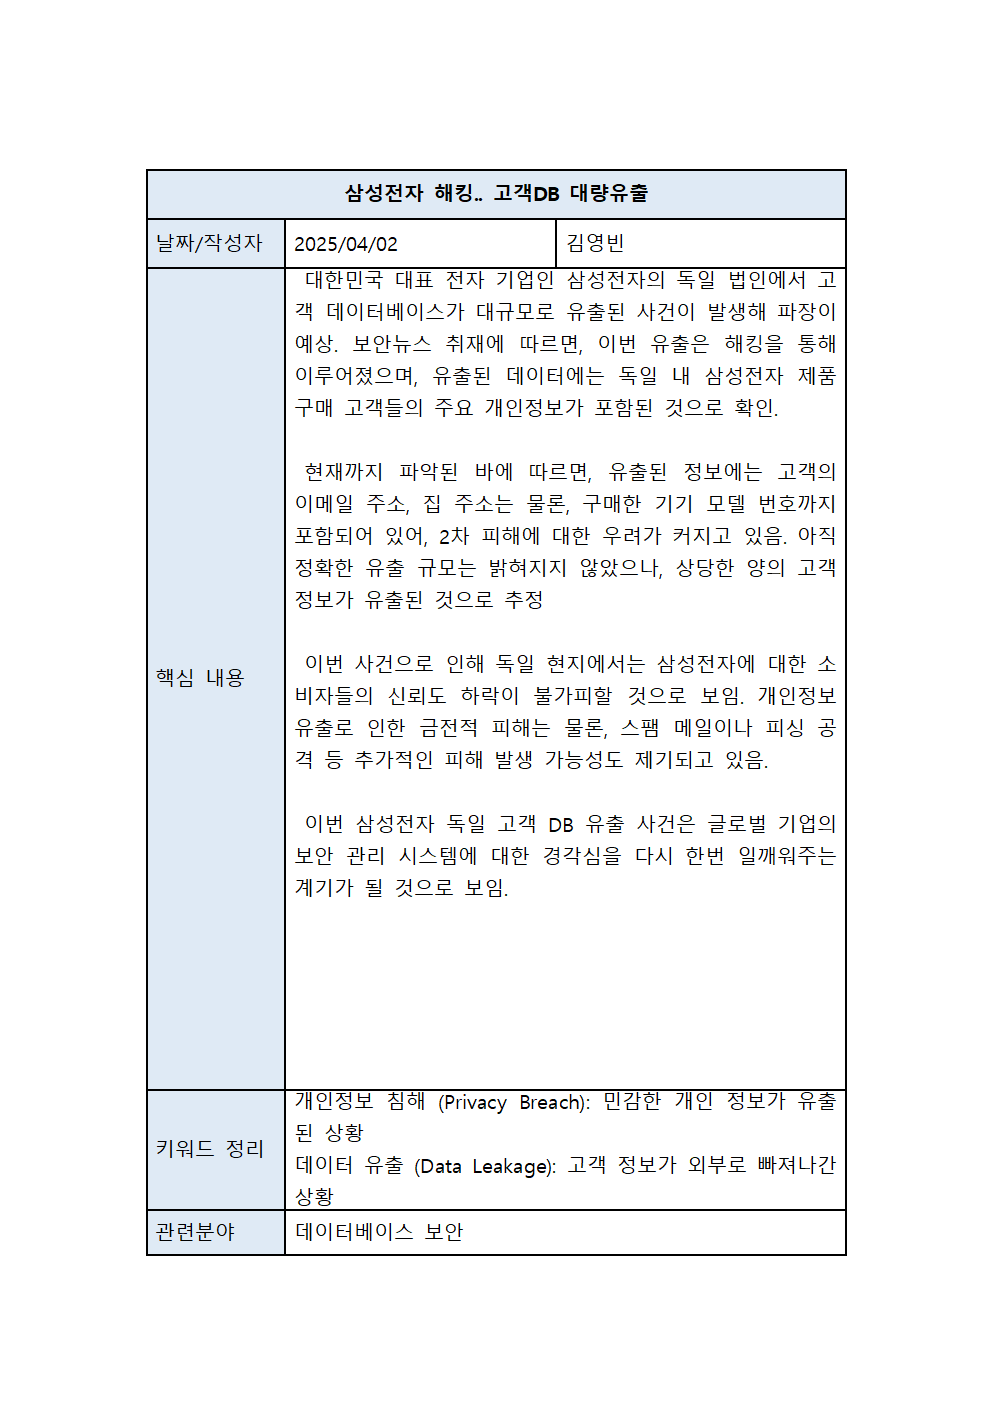 삼성전자 해킹.. 고객DB 대량유출
날짜/작성자 2025/04/02 김영빈
핵심 내용
대한민국 대표 전자 기업인 삼성전자의 독일 법인에서 고
객 데이터베이스가 대규모로 유출된 사건이 발생해 파장이
예상. 보안뉴스 취재에 따르면, 이번 유출은 해킹을 통해
이루어졌으며, 유출된 데이터에는 독일 내 삼성전자 제품
구매 고객들의 주요 개인정보가 포함된 것으로 확인.
현재까지 파악된 바에 따르면, 유출된 정보에는 고객의
이메일 주소, 집 주소는 물론, 구매한 기기 모델 번호까지
포함되어 있어, 2차 피해에 대한 우려가 커지고 있음. 아직
정확한 유출 규모는 밝혀지지 않았으나, 상당한 양의 고객
정보가 유출된 것으로 추정
이번 사건으로 인해 독일 현지에서는 삼성전자에 대한 소
비자들의 신뢰도 하락이 불가피할 것으로 보임. 개인정보
유출로 인한 금전적 피해는 물론, 스팸 메일이나 피싱 공
격 등 추가적인 피해 발생 가능성도 제기되고 있음.
이번 삼성전자 독일 고객 DB 유출 사건은 글로벌 기업의
보안 관리 시스템에 대한 경각심을 다시 한번 일깨워주는
계기가 될 것으로 보임.
키워드 정리
개인정보 침해 (Privacy Breach): 민감한 개인 정보가 유출
된 상황
데이터 유출 (Data Leakage): 고객 정보가 외부로 빠져나간
상황
관련분야 데이터베이스 보안